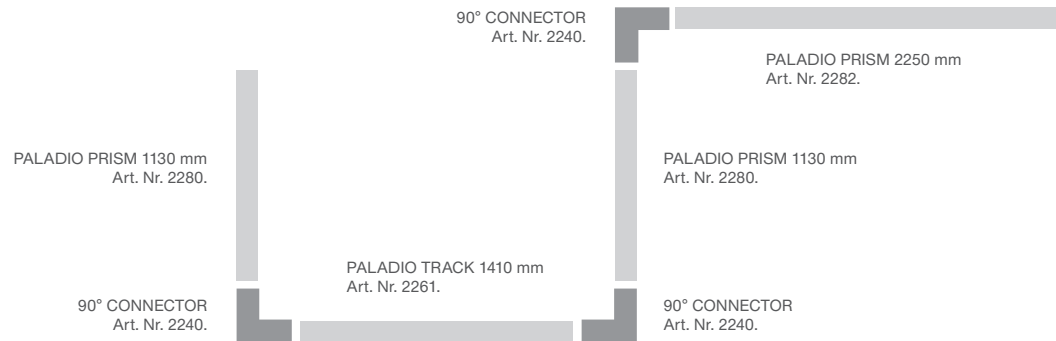 90° CONNECTOR
Art. Nr. 2240.
PALADIO PRISM 2250 mm
Art. Nr. 2282.
PALADIO PRISM 1130 mm
Art. Nr. 2280.
PALADIO PRISM 1130 mm
Art. Nr. 2280.
PALADIO TRACK 1410 mm
Art. Nr. 2261.
90° CONNECTOR
Art. Nr. 2240.
90° CONNECTOR
Art. Nr. 2240.